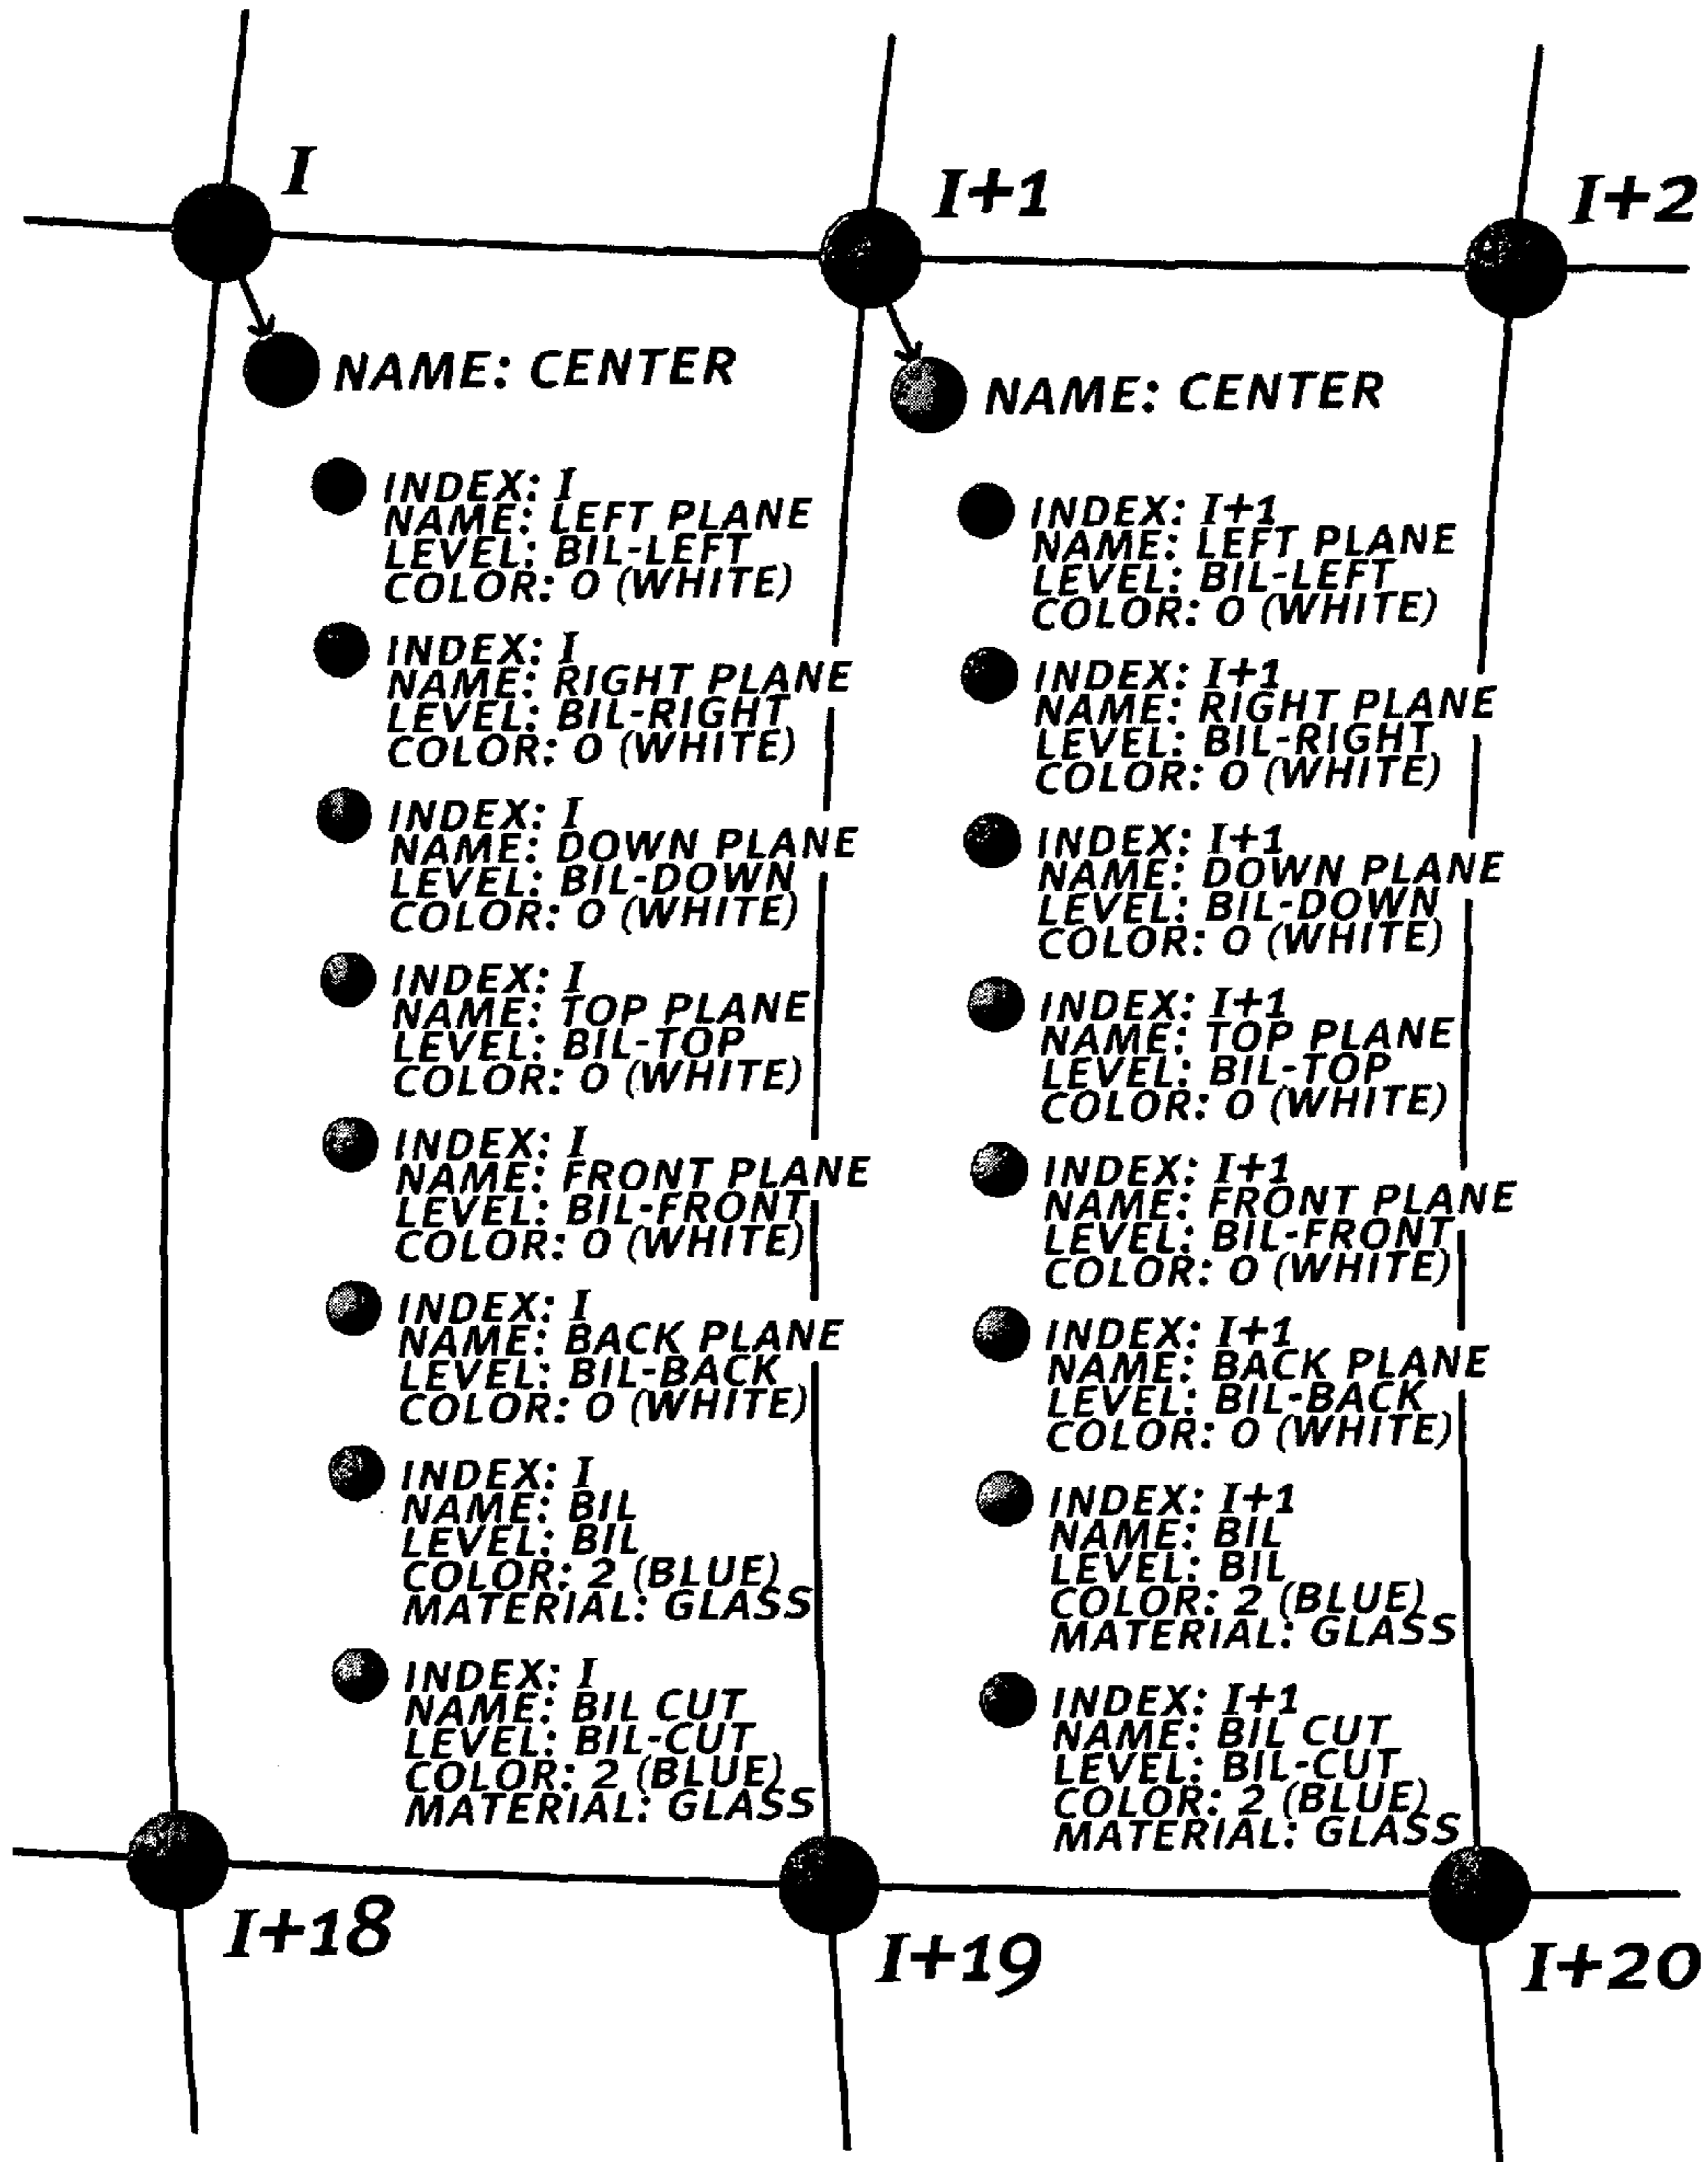 I
I+1
I+2
NAME: CENTER
INDEX: I
NAME: LEFT PLANE
LEVEL: BIL-LEFT
COLOR: 0 (WHITE)
INDEX: I
NAME: RIGHT PLANE
LEVEL: BIL-RIGHT
COLOR: 0 (WHITE)
INDEX: I
NAME: DOWN PLANE
LEVEL: BIL-DOWN
COLOR: 0 (WHITE)
INDEX: I
NAME: TOP PLANE
LEVEL: BIL-TOP
COLOR: 0 (WHITE)
INDEX: I
NAME: FRONT PLANE
LEVEL: BIL-FRONT
COLOR: 0 (WHITE)
INDEX: I
NAME: BACK PLANE
LEVEL: BIL-BACK
COLOR: 0 (WHITE)
INDEX: I
NAME: BIL
LEVEL: BIL
COLOR: 2 (BLUE)
MATERIAL: GLASS
INDEX: I
NAME: BIL CUT
LEVEL: BIL-CUT
COLOR: 2 (BLUE)
MATERIAL: GLASS
NAME: CENTER
INDEX: I+1
NAME: LEFT PLANE
LEVEL: BIL-LEFT
COLOR: 0 (WHITE)
INDEX: I+1
NAME: RIGHT PLANE
LEVEL: BIL-RIGHT
COLOR: 0 (WHITE)
INDEX: I+1
NAME: DOWN PLANE
LEVEL: BIL-DOWN
COLOR: 0 (WHITE)
INDEX: I+1
NAME: TOP PLANE
LEVEL: BIL-TOP
COLOR: 0 (WHITE)
INDEX: I+1
NAME: FRONT PLANE
LEVEL: BIL-FRONT
COLOR: 0 (WHITE)
INDEX: I+1
NAME: BACK PLANE
LEVEL: BIL-BACK
COLOR: 0 (WHITE)
INDEX: I+1
NAME: BIL
LEVEL: BIL
COLOR: 2 (BLUE)
MATERIAL: GLASS
INDEX: I+1
NAME: BIL CUT
LEVEL: BIL-CUT
COLOR: 2 (BLUE)
MATERIAL: GLASS
I+18
I+19
I+20